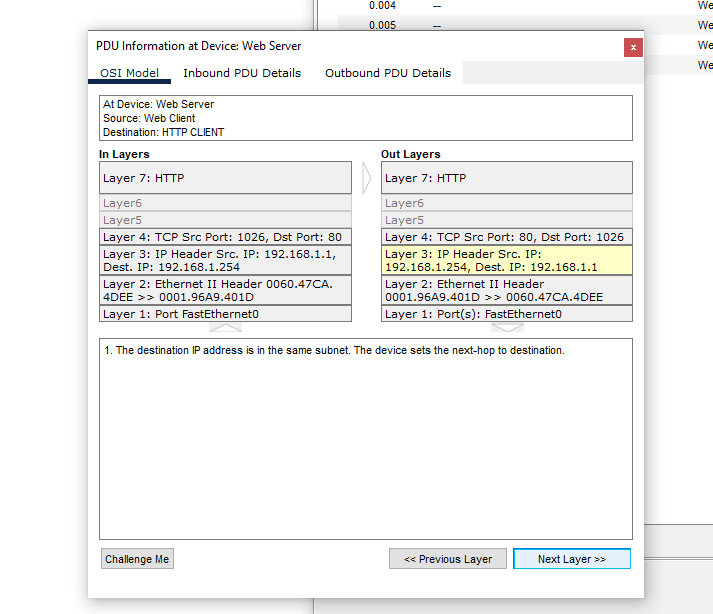 0.004 -- We
0.005 -- We
We
We
PDU Information at Device: Web Server
x
OSI Model Inbound PDU Details Outbound PDU Details
At Device: Web Server
Source: Web Client
Destination: HTTP CLIENT
In Layers
Layer 7: HTTP
Layer6
Layer5
Layer 4: TCP Src Port: 1026, Dst Port: 80
Layer 3: IP Header Src. IP: 192.168.1.1,
Dest. IP: 192.168.1.254
Layer 2: Ethernet II Header 0060.47CA.
4DEE >> 0001.96A9.401D
Layer 1: Port FastEthernet0
Out Layers
Layer 7: HTTP
Layer6
Layer5
Layer 4: TCP Src Port: 80, Dst Port: 1026
Layer 3: IP Header Src. IP:
192.168.1.254, Dest. IP: 192.168.1.1
Layer 2: Ethernet II Header
0001.96A9.401D >> 0060.47CA.4DEE
Layer 1: Port(s): FastEthernet0
1. The destination IP address is in the same subnet. The device sets the next-hop to destination.
Challenge Me << Previous Layer Next Layer >>